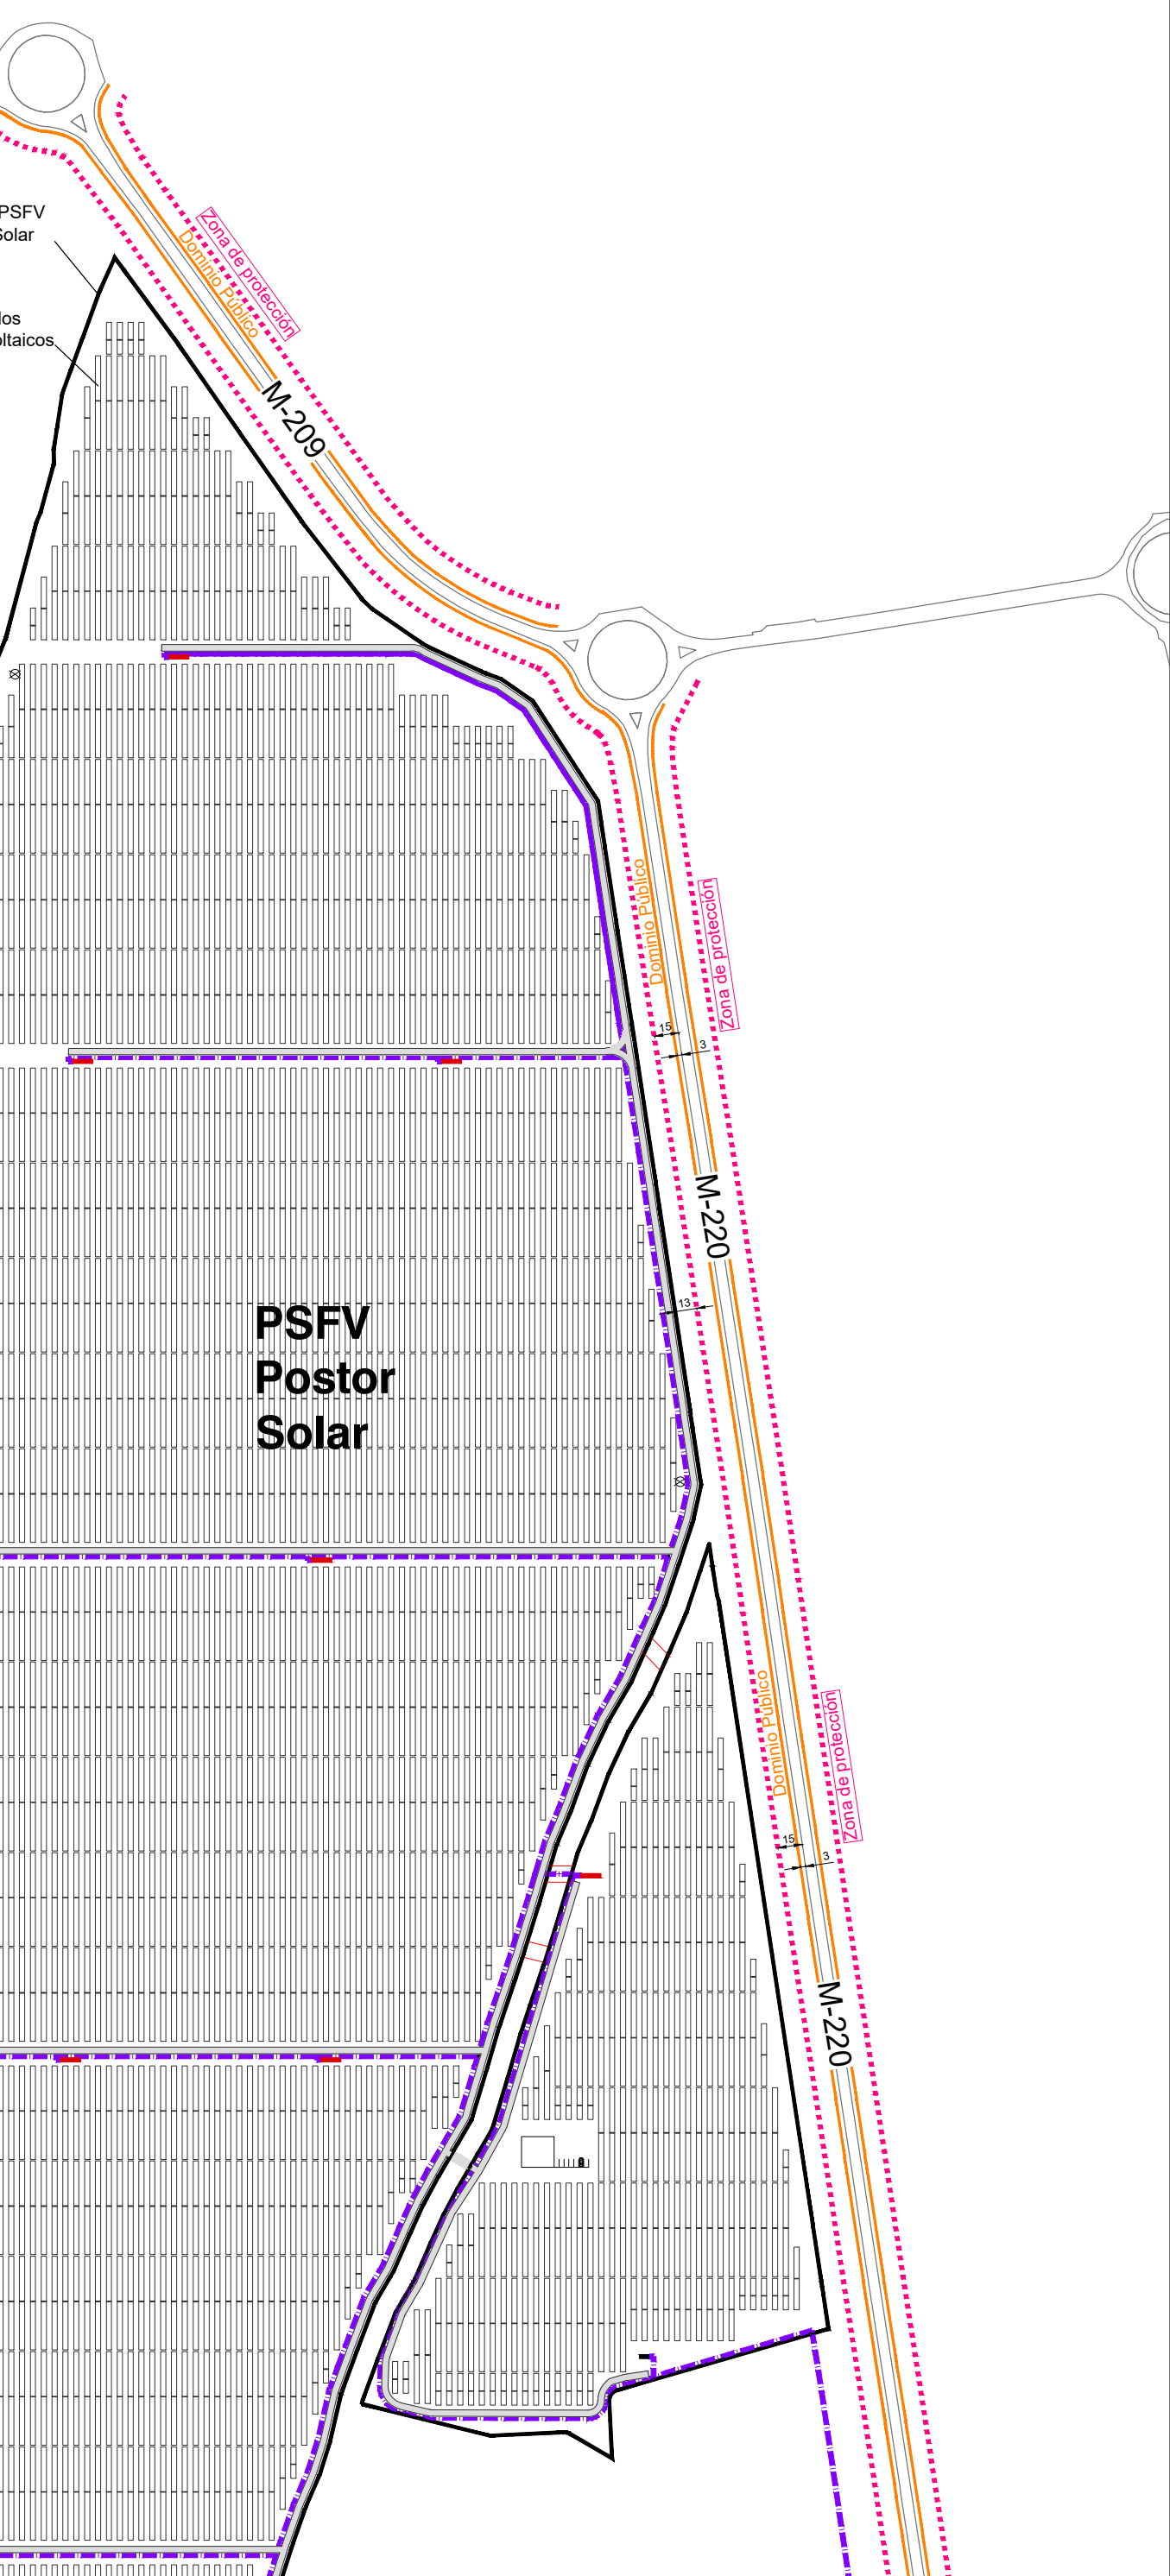 PSFV
Solar
Zona de protección
Dominio Público
los
oltaicos
M-209
Dominio Público
Zona de protección
15
3
M-220
13
PSFV
Postor
Solar
Dominio Público
Zona de protección
15
3
M-220